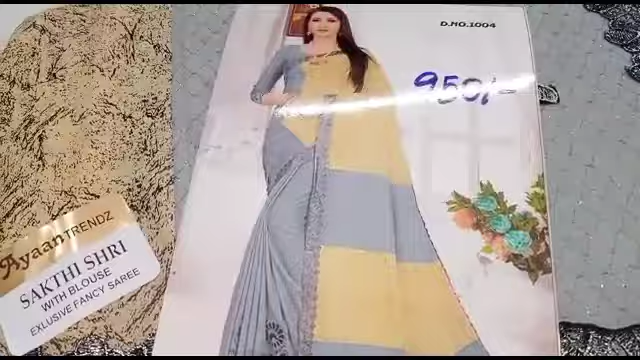 D.NO.1004
950/-
Ayaan TRENDZ
SAKTHI SHRI
WITH BLOUSE
EXLUSIVE FANCY SAREE